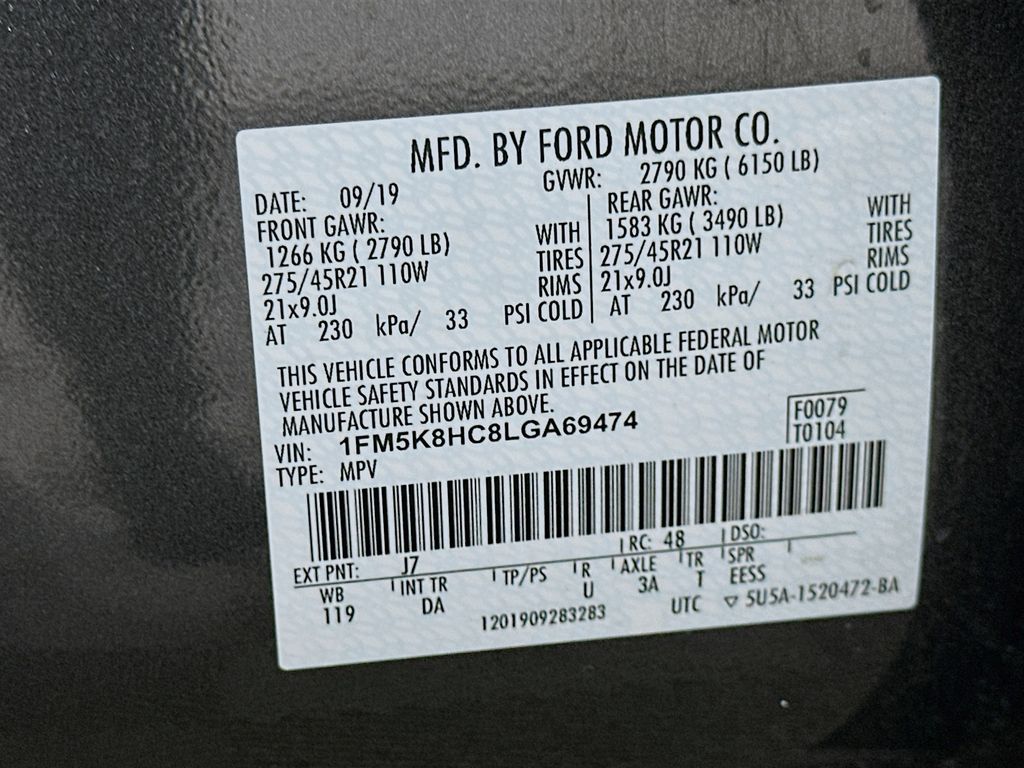 MFD. BY FORD MOTOR CO.
DATE: 09/19 GVWR: 2790 KG ( 6150 LB)
FRONT GAWR: REAR GAWR:
1266 KG ( 2790 LB) WITH 1583 KG ( 3490 LB) WITH
275/45R21 110W TIRES 275/45R21 110W TIRES
21x9.0J RIMS 21x9.0J RIMS
AT 230 kPa/ 33 PSI COLD AT 230 kPa/ 33 PSI COLD
THIS VEHICLE CONFORMS TO ALL APPLICABLE FEDERAL MOTOR
VEHICLE SAFETY STANDARDS IN EFFECT ON THE DATE OF
MANUFACTURE SHOWN ABOVE.
VIN: 1FM5K8HC8LGA69474 F0079
TYPE: MPV T0104
EXT PNT: J7 RC: 48 DSO:
WB INT TR TP/PS R AXLE TR SPR
119 DA U 3A T EESS
1201909283283 UTC ▽ 5U5A-1520472-BA